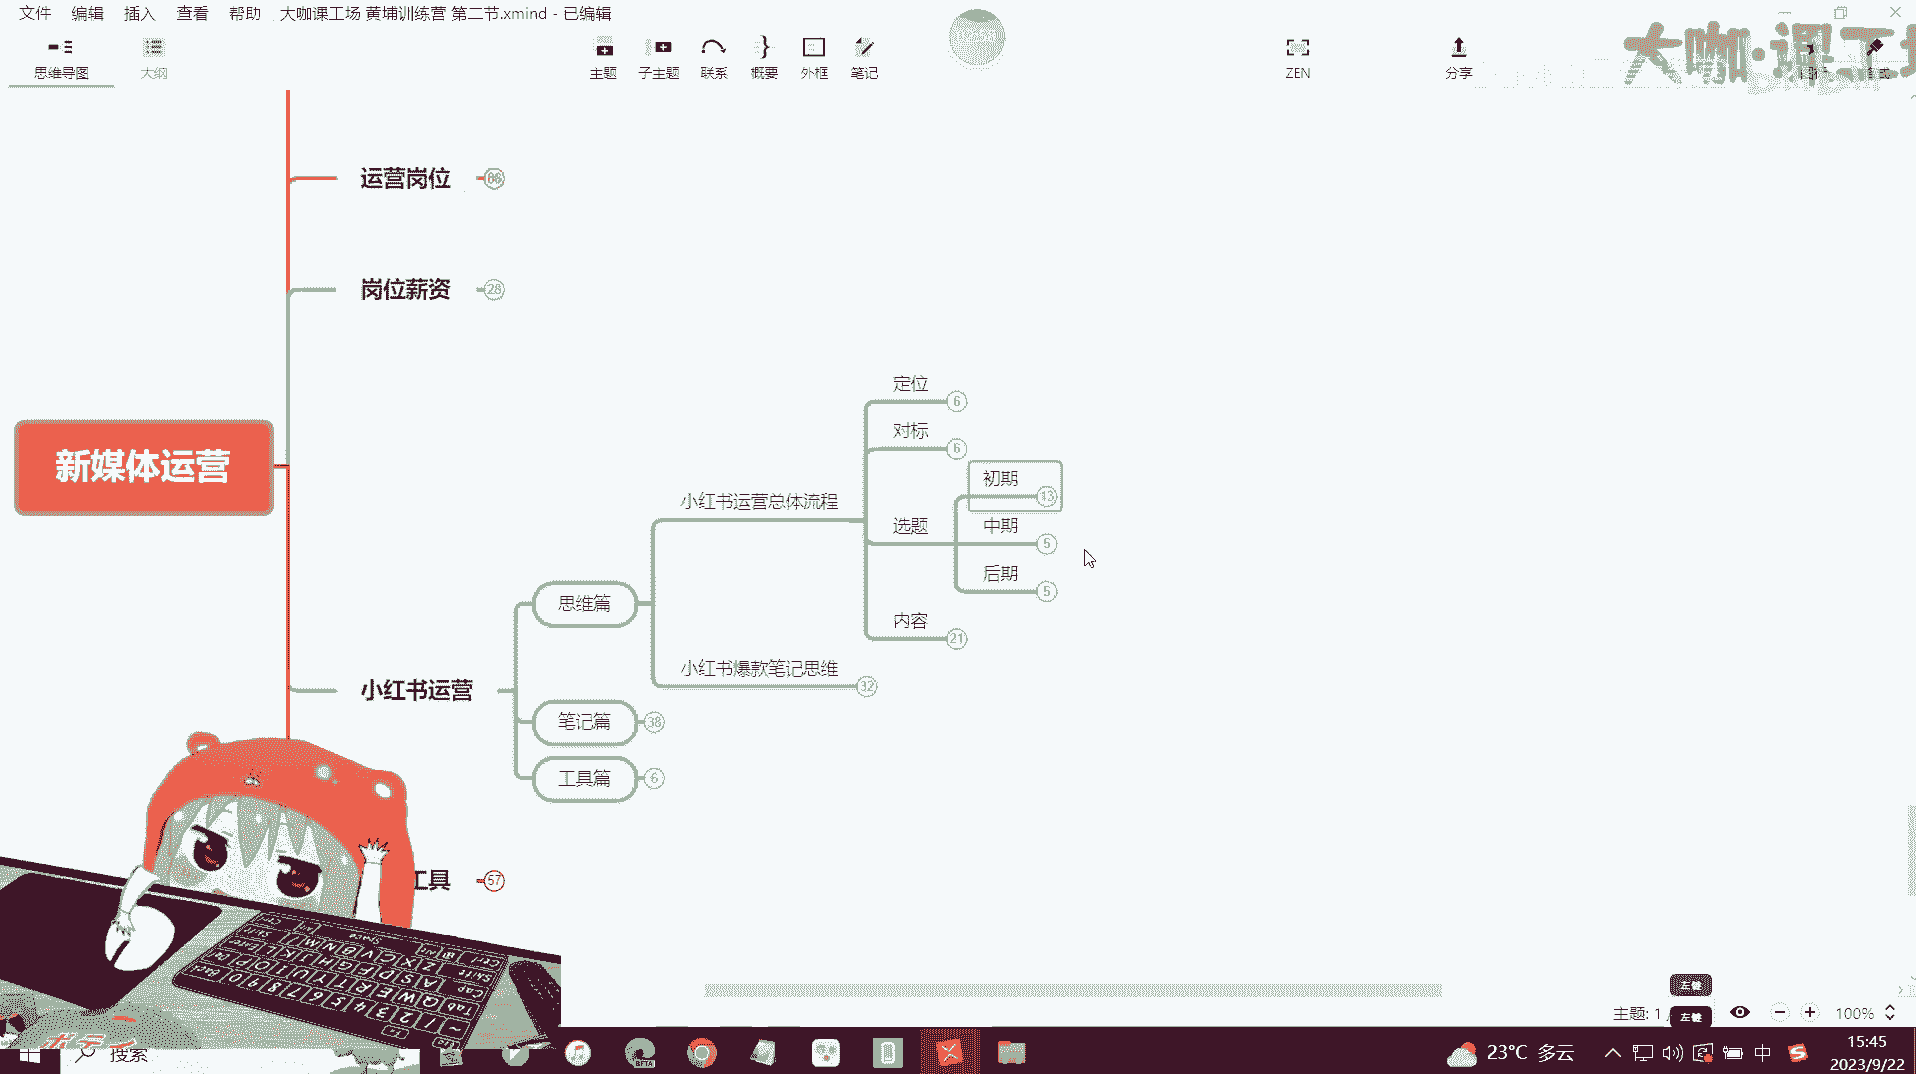 文件 编辑 插入 查看 帮助 大咖课工场 黄埔训练营 第二节.xmind - 已编辑
思维导图 大纲 主题 子主题 联系 概要 外框 笔记 ZEN 分享
大咖·课工场
运营岗位
岗位薪资 28
新媒体运营
定位 6
对标 6
初期 13
小红书运营总体流程
选题
中期 5
后期 5
思维篇
内容 21
小红书爆款笔记思维 32
小红书运营
笔记篇 38
工具篇 6
工具 57
左键
主题: 1
左键
100%
搜索
23°C 多云
中
15:45
2023/9/22